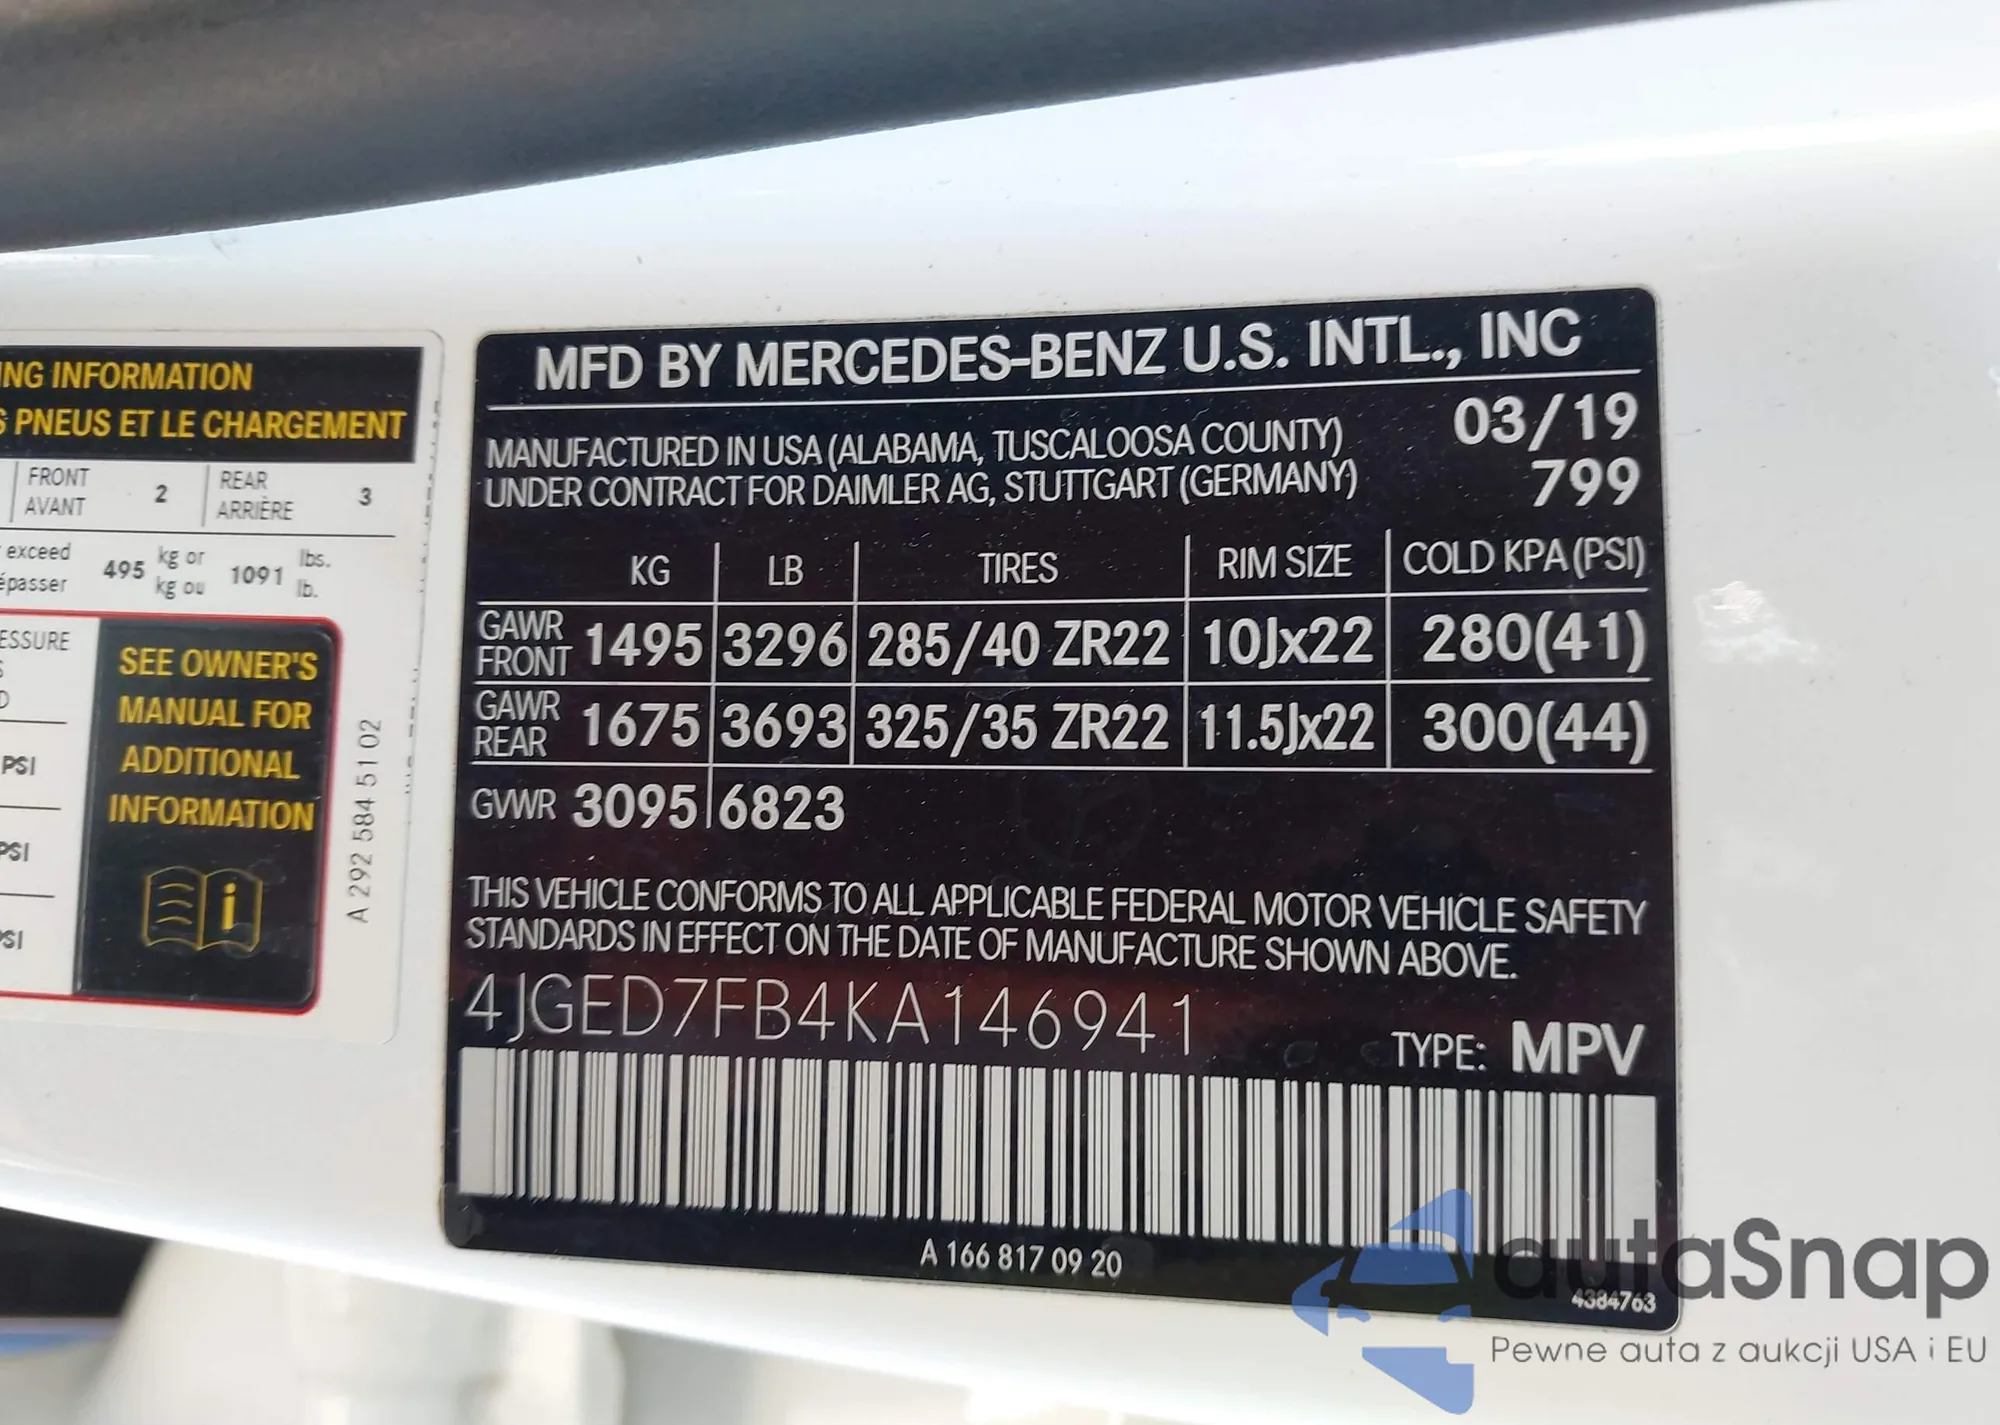 ING INFORMATION
S PNEUS ET LE CHARGEMENT
FRONT
AVANT
2
REAR
ARRIÈRE
3
exceed
épasser
495
kg or
kg ou
1091
lbs.
lb.
ESSURE
PSI
PSI
PSI
SEE OWNER'S
MANUAL FOR
ADDITIONAL
INFORMATION
A 292 584 51 02
MFD BY MERCEDES-BENZ U.S. INTL., INC
MANUFACTURED IN USA (ALABAMA, TUSCALOOSA COUNTY) 03/19
UNDER CONTRACT FOR DAIMLER AG, STUTTGART (GERMANY) 799
KG LB TIRES RIM SIZE COLD KPA (PSI)
GAWR FRONT 1495 3296 285/40 ZR22 10Jx22 280(41)
GAWR REAR 1675 3693 325/35 ZR22 11.5Jx22 300(44)
GVWR 3095 6823
THIS VEHICLE CONFORMS TO ALL APPLICABLE FEDERAL MOTOR VEHICLE SAFETY
STANDARDS IN EFFECT ON THE DATE OF MANUFACTURE SHOWN ABOVE.
4JGED7FB4KA146941
TYPE: MPV
A 166 817 09 20
4384763
autaSnap
Pewne auta z aukcji USA i EU